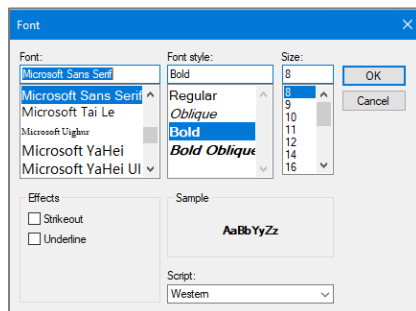 Font
Font:
Font style:
Size:
Microsoft Sans Serif
Bold
8
OK
Cancel
Microsoft Sans Serif
Microsoft Tai Le
Microsoft Uighur
Microsoft YaHei
Microsoft YaHei UI
Regular
Oblique
Bold
Bold Oblique
8
9
10
11
12
14
16
Effects
Strikeout
Underline
Sample
AaBbYyZz
Script:
Western